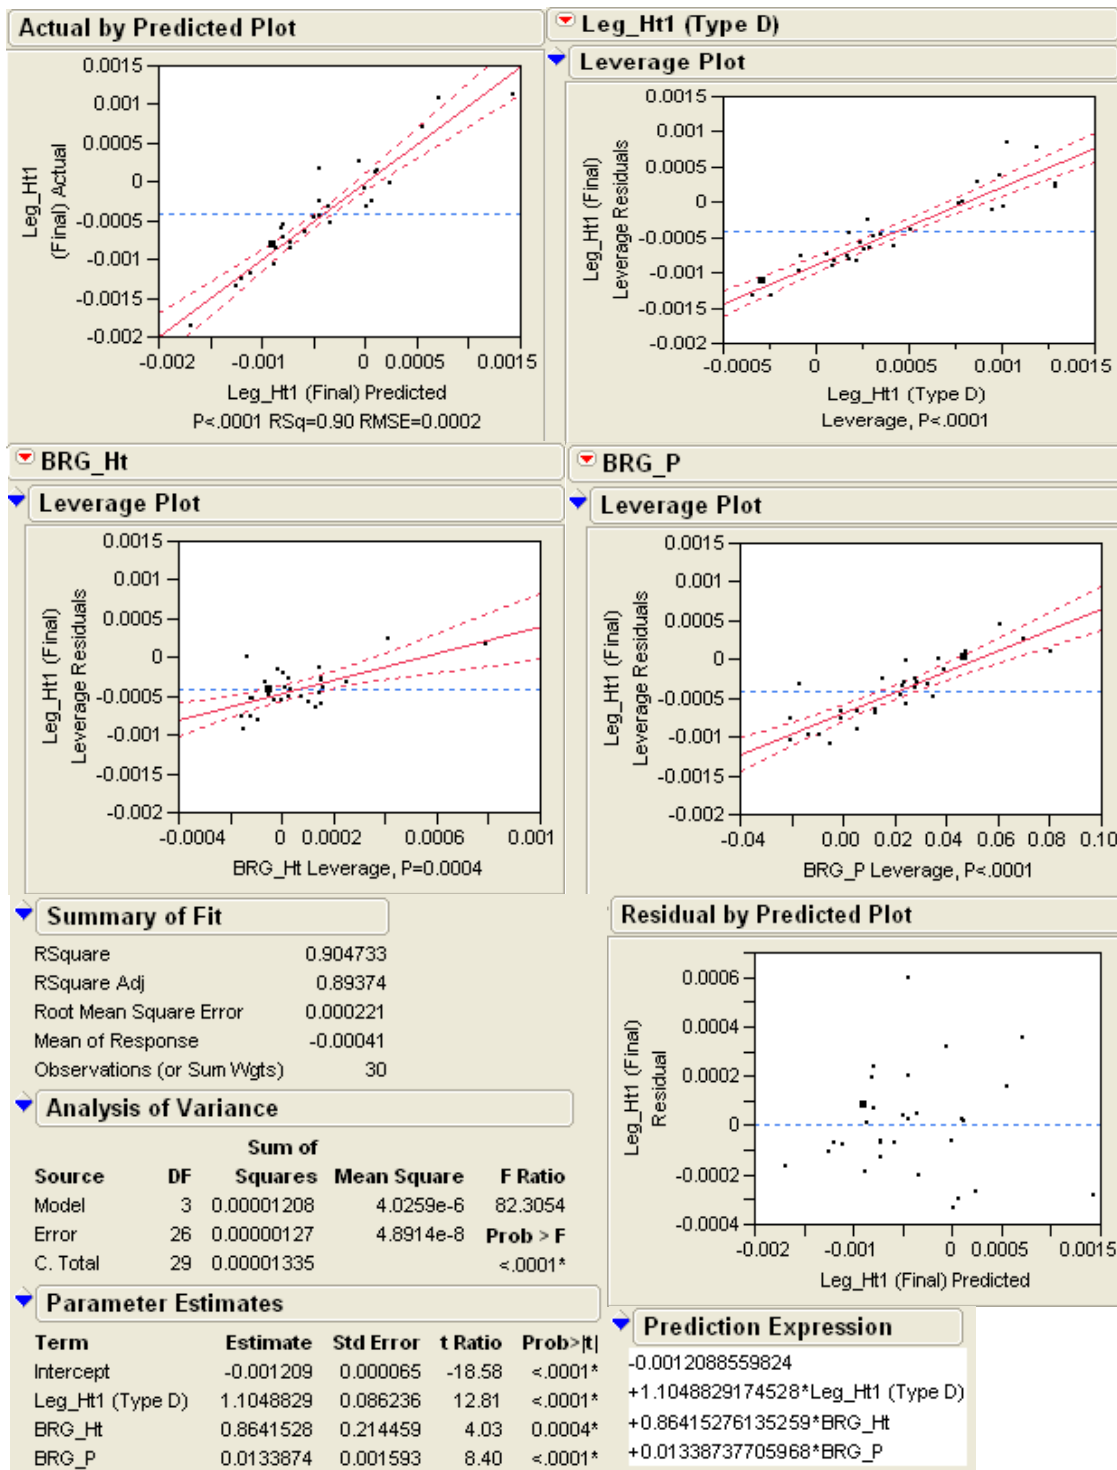 Actual by Predicted Plot
Leg_Ht1
(Final) Actual
0.0015
0.001
0.0005
0
-0.0005
-0.001
-0.0015
-0.002
-0.002 -0.001 0 0.0005 0.0015
Leg_Ht1 (Final) Predicted
P<.0001 RSq=0.90 RMSE=0.0002
Leg_Ht1 (Type D)
Leverage Plot
Leg_Ht1 (Final)
Leverage Residuals
0.0015
0.001
0.0005
0
-0.0005
-0.001
-0.0015
-0.002
-0.0005 0 0.0005 0.001 0.0015
Leg_Ht1 (Type D)
Leverage, P<.0001
BRG_Ht
Leverage Plot
Leg_Ht1 (Final)
Leverage Residuals
0.0015
0.001
0.0005
0
-0.0005
-0.001
-0.0015
-0.002
-0.0004 0 0.0002 0.0006 0.001
BRG_Ht Leverage, P=0.0004
BRG_P
Leverage Plot
Leg_Ht1 (Final)
Leverage Residuals
0.0015
0.001
0.0005
0
-0.0005
-0.001
-0.0015
-0.002
-0.04 0.00 0.02 0.04 0.06 0.08 0.10
BRG_P Leverage, P<.0001
Summary of Fit
RSquare 0.904733
RSquare Adj 0.89374
Root Mean Square Error 0.000221
Mean of Response -0.00041
Observations (or Sum Wgts) 30
Analysis of Variance
Sum of
Source DF Squares Mean Square F Ratio
Model 3 0.00001208 4.0259e-6 82.3054
Error 26 0.00000127 4.8914e-8 Prob > F
C. Total 29 0.00001335 <.0001*
Parameter Estimates
Term Estimate Std Error t Ratio Prob>|t|
Intercept -0.001209 0.000065 -18.58 <.0001*
Leg_Ht1 (Type D) 1.1048829 0.086236 12.81 <.0001*
BRG_Ht 0.8641528 0.214459 4.03 0.0004*
BRG_P 0.0133874 0.001593 8.40 <.0001*
Residual by Predicted Plot
Leg_Ht1 (Final)
Residual
0.0006
0.0004
0.0002
0
-0.0002
-0.0004
-0.002 -0.001 0 0.0005 0.0015
Leg_Ht1 (Final) Predicted
Prediction Expression
-0.0012088559824
+1.1048829174528*Leg_Ht1 (Type D)
+0.86415276135259*BRG_Ht
+0.01338737705968*BRG_P